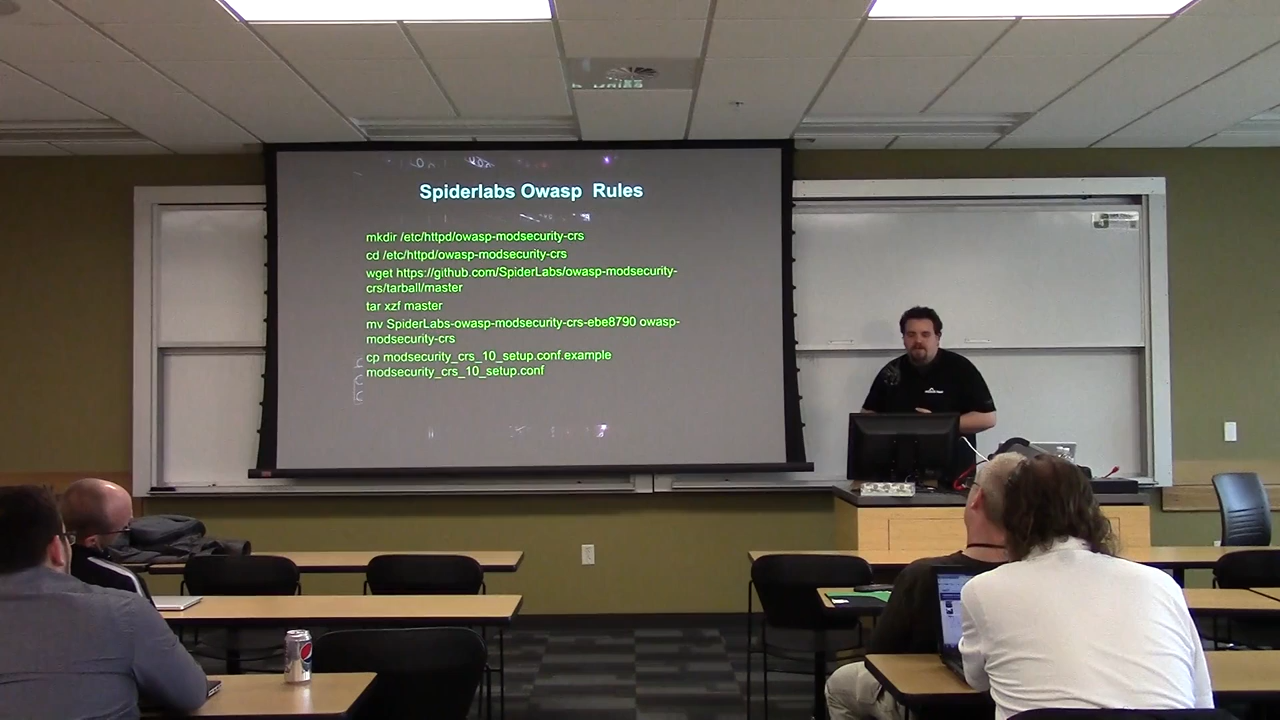 Spiderlabs Owasp Rules
mkdir /etc/httpd/owasp-modsecurity-crs
cd /etc/httpd/owasp-modsecurity-crs
wget https://github.com/SpiderLabs/owasp-modsecurity-
crs/tarball/master
tar xzf master
mv SpiderLabs-owasp-modsecurity-crs-ebe8790 owasp-
modsecurity-crs
cp modsecurity_crs_10_setup.conf.example
modsecurity_crs_10_setup.conf